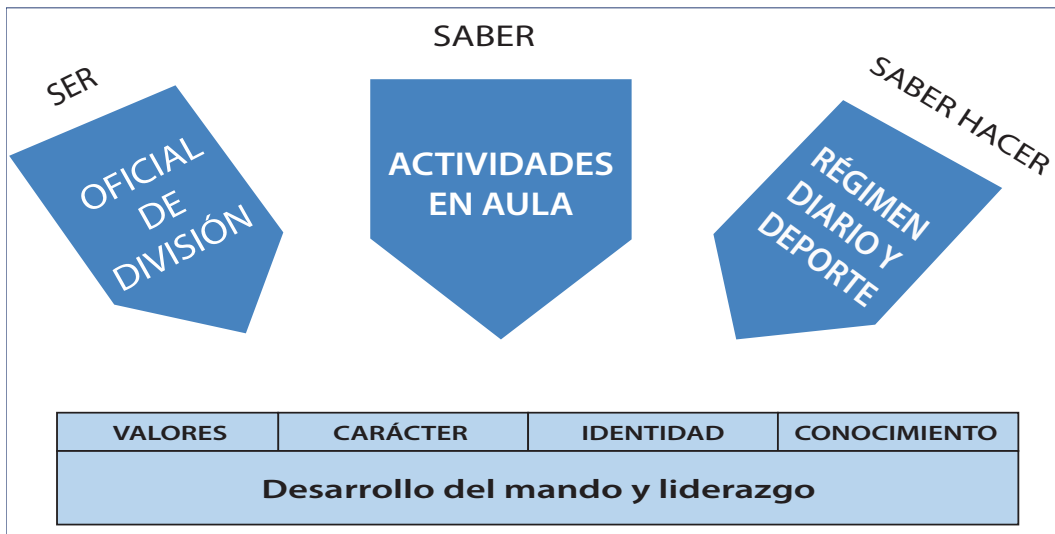 SER
OFICIAL
DE
DIVISIÓN
SABER
ACTIVIDADES
EN AULA
SABER HACER
RÉGIMEN
DIARIO Y
DEPORTE
VALORES
CARÁCTER
IDENTIDAD
CONOCIMIENTO
Desarrollo del mando y liderazgo